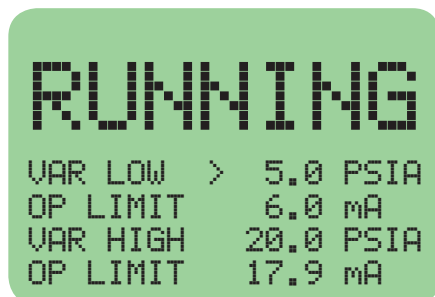 RUNNING
VAR LOW > 5.0 PSIA
OP LIMIT 6.0 mA
VAR HIGH 20.0 PSIA
OP LIMIT 17.9 mA